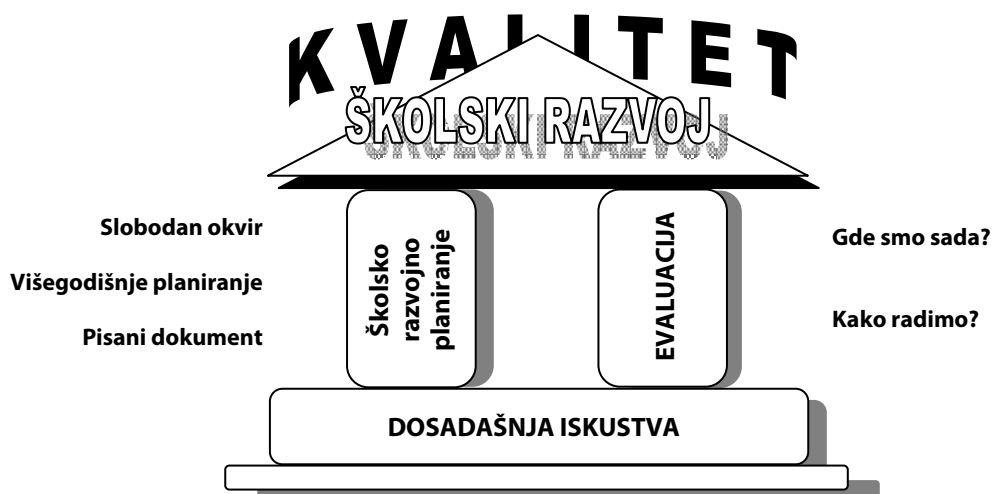 KVALITET
ŠKOLSKI RAZVOJ
Slobodan okvir
Višegodišnje planiranje
Pisani dokument
Školsko
razvojno
planiranje
EVALUACIJA
Gde smo sada?
Kako radimo?
DOSADAŠNJA ISKUSTVA